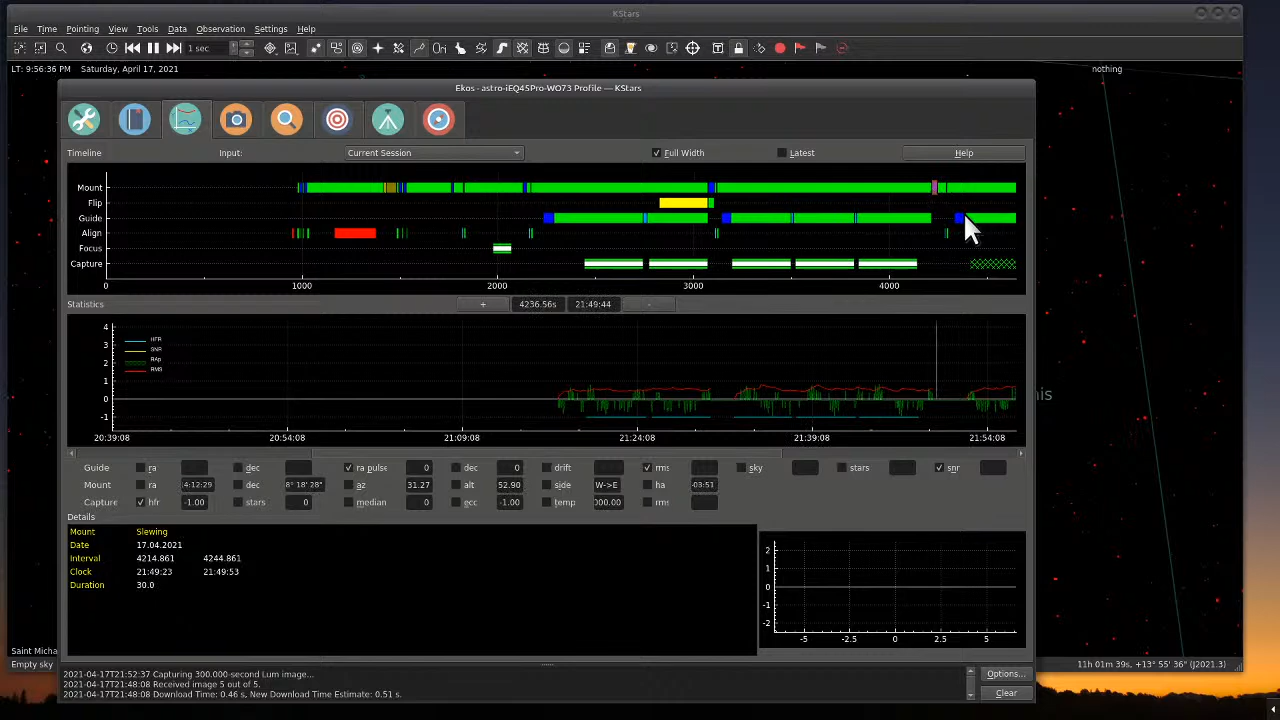 KStars
File Time Pointing View Tools Data Observation Settings Help
1 sec
LT: 9:56:36 PM Saturday, April 17, 2021
nothing
Ekos - astro-iEQ45Pro-WO73 Profile — KStars
Timeline Input: Current Session Full Width Latest Help
Mount
Flip
Guide
Align
Focus
Capture
0 1000 2000 3000 4000
Statistics + 4236.56s 21:49:44 -
4
3
2
1
0
-1
HFR
SNR
RAp
RMS
20:39:08 20:54:08 21:09:08 21:24:08 21:39:08 21:54:08
nis
Guide ra dec ra pulse 0 dec 0 drift rms sky stars snr
Mount ra 4:12:29 dec 8° 18' 28" az 31.27 alt 52.90 side W->E ha -03:51
Capture hfr -1.00 stars 0 median 0 ecc -1.00 temp 000.00 rms
Details
Mount Slewing
Date 17.04.2021
Interval 4214.861 4244.861
Clock 21:49:23 21:49:53
Duration 30.0
2
1
0
-1
-2
-5 -2.5 0 2.5 5
Saint Micha
Empty sky
11h 01m 39s, +13° 55' 36" (J2021.3)
2021-04-17T21:52:37 Capturing 300.000-second Lum image...
2021-04-17T21:48:08 Received image 5 out of 5.
2021-04-17T21:48:08 Download Time: 0.46 s, New Download Time Estimate: 0.51 s.
Options...
Clear